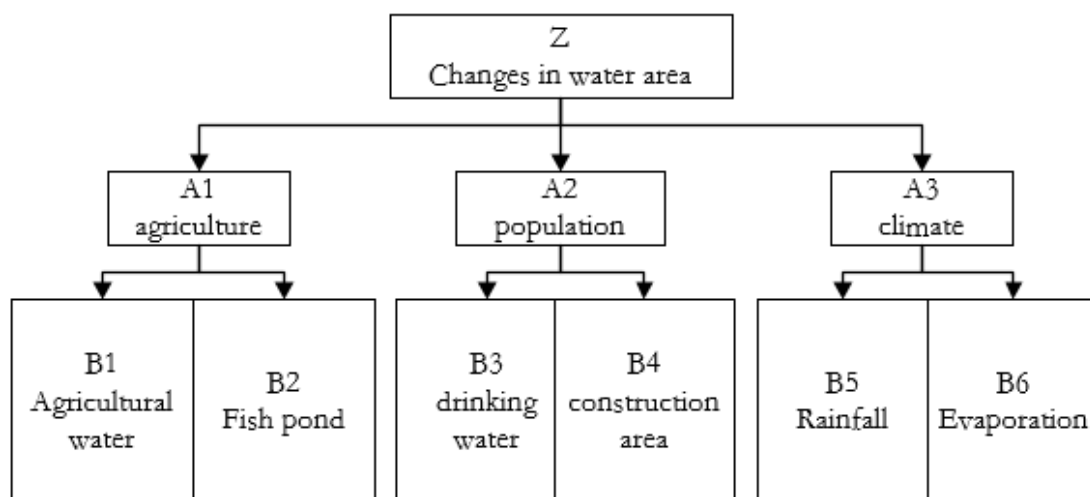 Z
Changes in water area
A1
agriculture
A2
population
A3
climate
B1
Agricultural
water
B2
Fish pond
B3
drinking
water
B4
construction
area
B5
Rainfall
B6
Evaporation